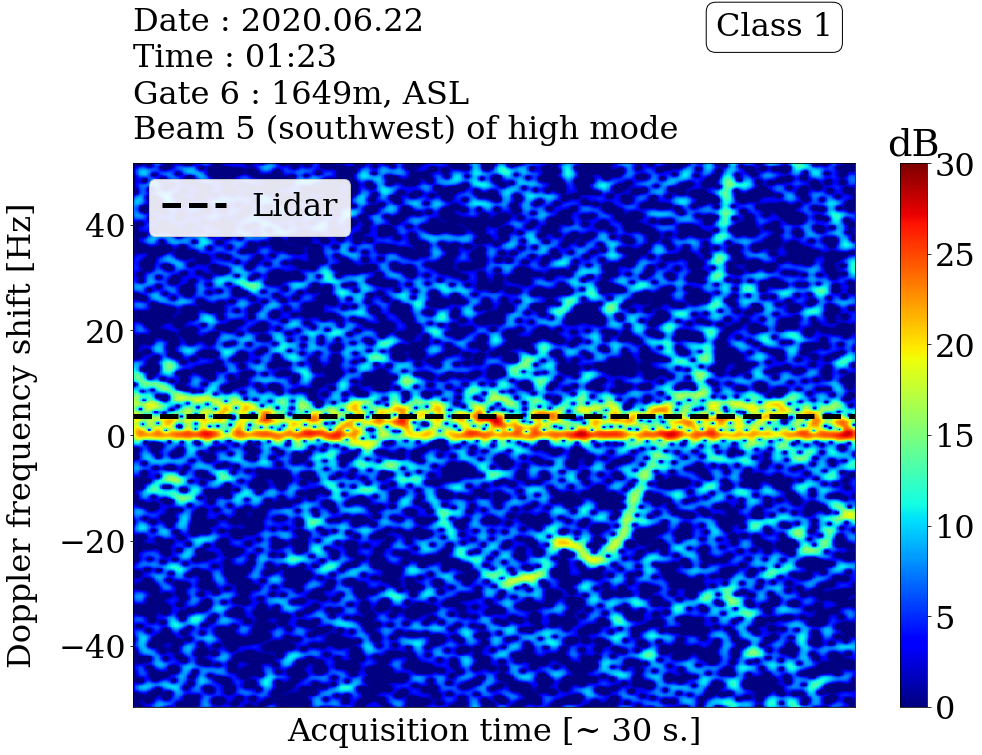 Date : 2020.06.22
Time : 01:23
Gate 6 : 1649m, ASL
Beam 5 (southwest) of high mode
Class 1
dB
Lidar
Doppler frequency shift [Hz]
40
20
0
−20
−40
30
25
20
15
10
5
0
Acquisition time [~ 30 s.]